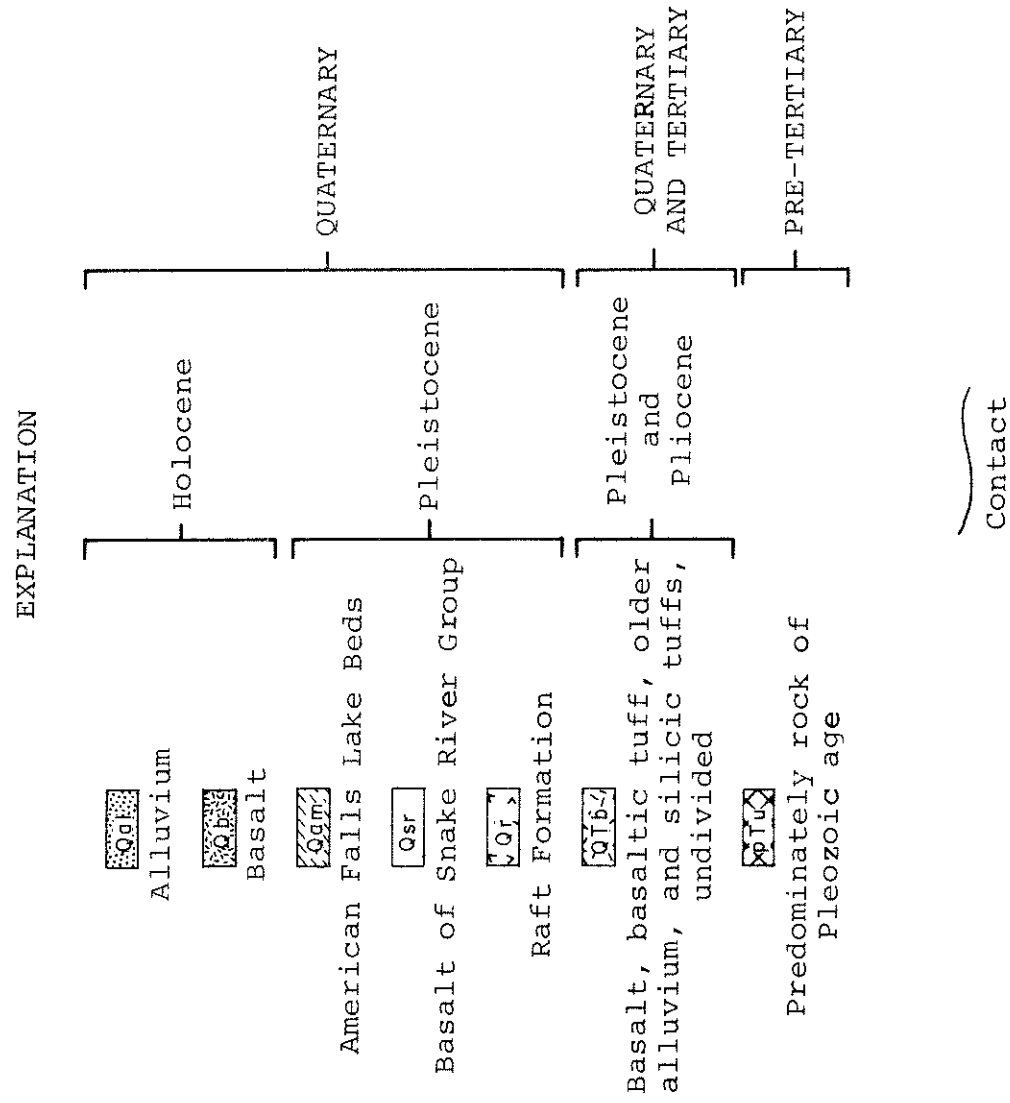 EXPLANATION
Qal
Alluvium
Qb
Basalt
Holocene
Qam
American Falls Lake Beds
Qsr
Basalt of Snake River Group
Qr
Raft Formation
Pleistocene
QUATERNARY
QTb
Basalt, basaltic tuff, older
alluvium, and silicic tuffs,
undivided
Pleistocene
and
Pliocene
QUATERNARY
AND TERTIARY
pTu
Predominately rock of
Pleozoic age
PRE-TERTIARY
Contact